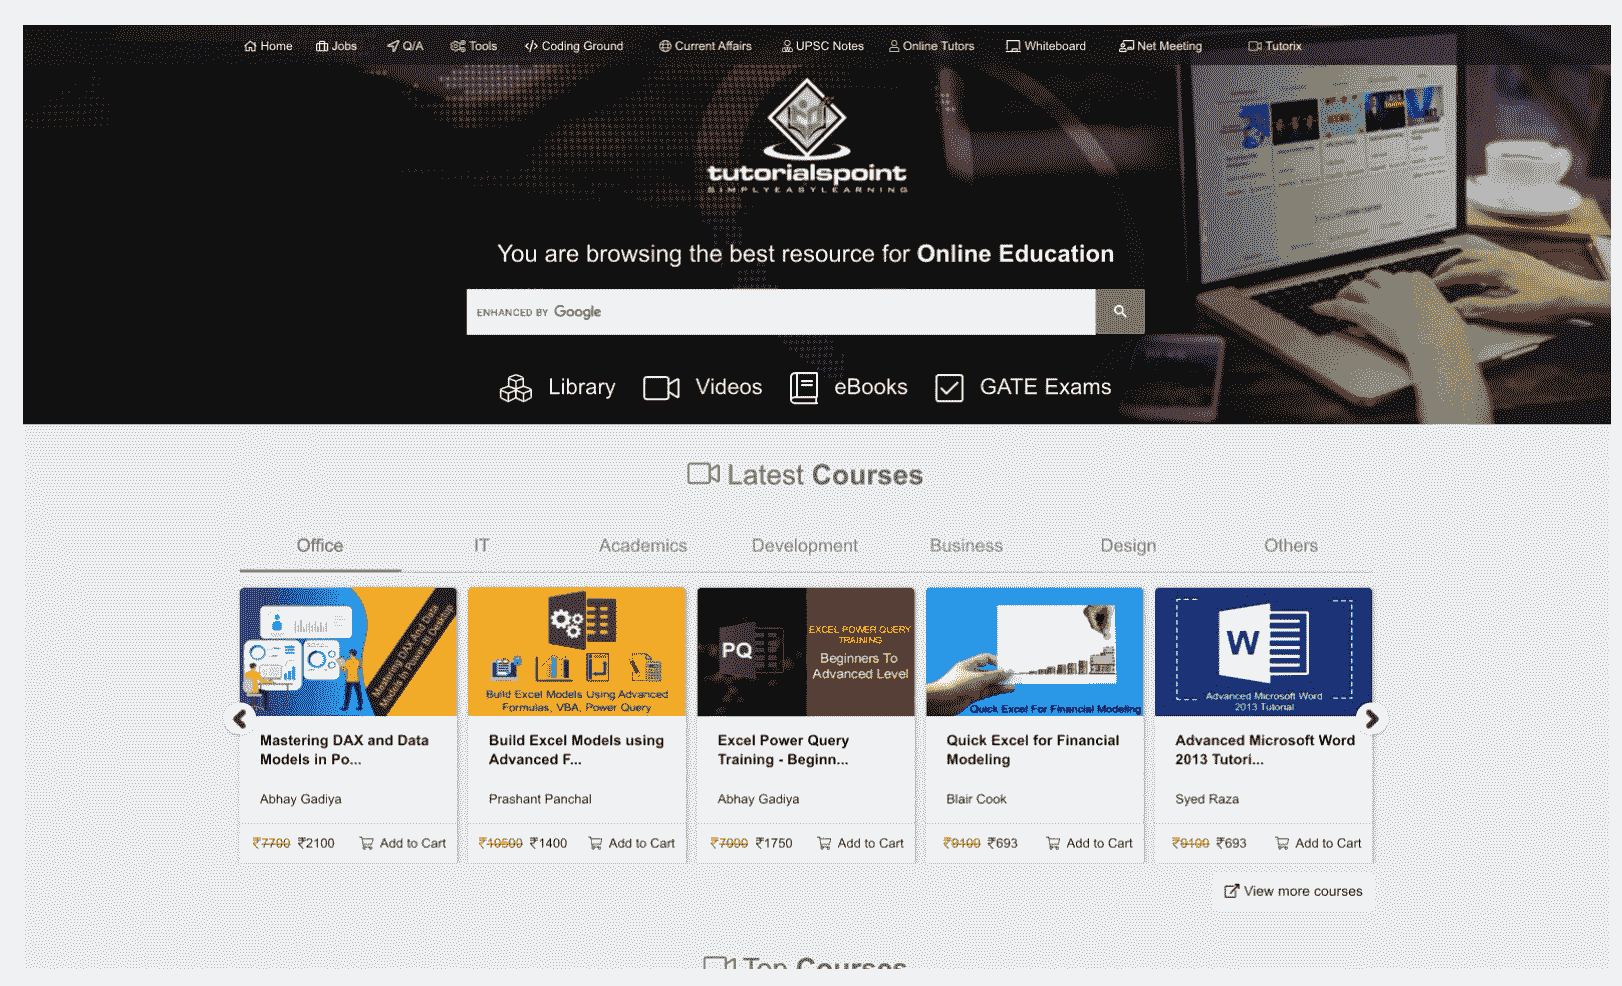 Home Jobs Q/A Tools Coding Ground Current Affairs UPSC Notes Online Tutors Whiteboard Net Meeting Tutorix
tutorialspoint
SIMPLYEASYLEARNING
You are browsing the best resource for Online Education
ENHANCED BY Google
Library Videos eBooks GATE Exams
Latest Courses
Office IT Academics Development Business Design Others
Mastering DAX And Data
Models In Power BI Desktop
Build Excel Models Using Advanced
Formulas, VBA, Power Query
PQ
EXCEL POWER QUERY
TRAINING
Beginners To
Advanced Level
Quick Excel For Financial Modeling
W
Advanced Microsoft Word
2013 Tutorial
Mastering DAX and Data
Models in Po...
Abhay Gadiya
₹7700 ₹2100 Add to Cart
Build Excel Models using
Advanced F...
Prashant Panchal
₹10500 ₹1400 Add to Cart
Excel Power Query
Training - Beginn...
Abhay Gadiya
₹7000 ₹1750 Add to Cart
Quick Excel for Financial
Modeling
Blair Cook
₹9100 ₹693 Add to Cart
Advanced Microsoft Word
2013 Tutori...
Syed Raza
₹9100 ₹693 Add to Cart
View more courses
Top Courses